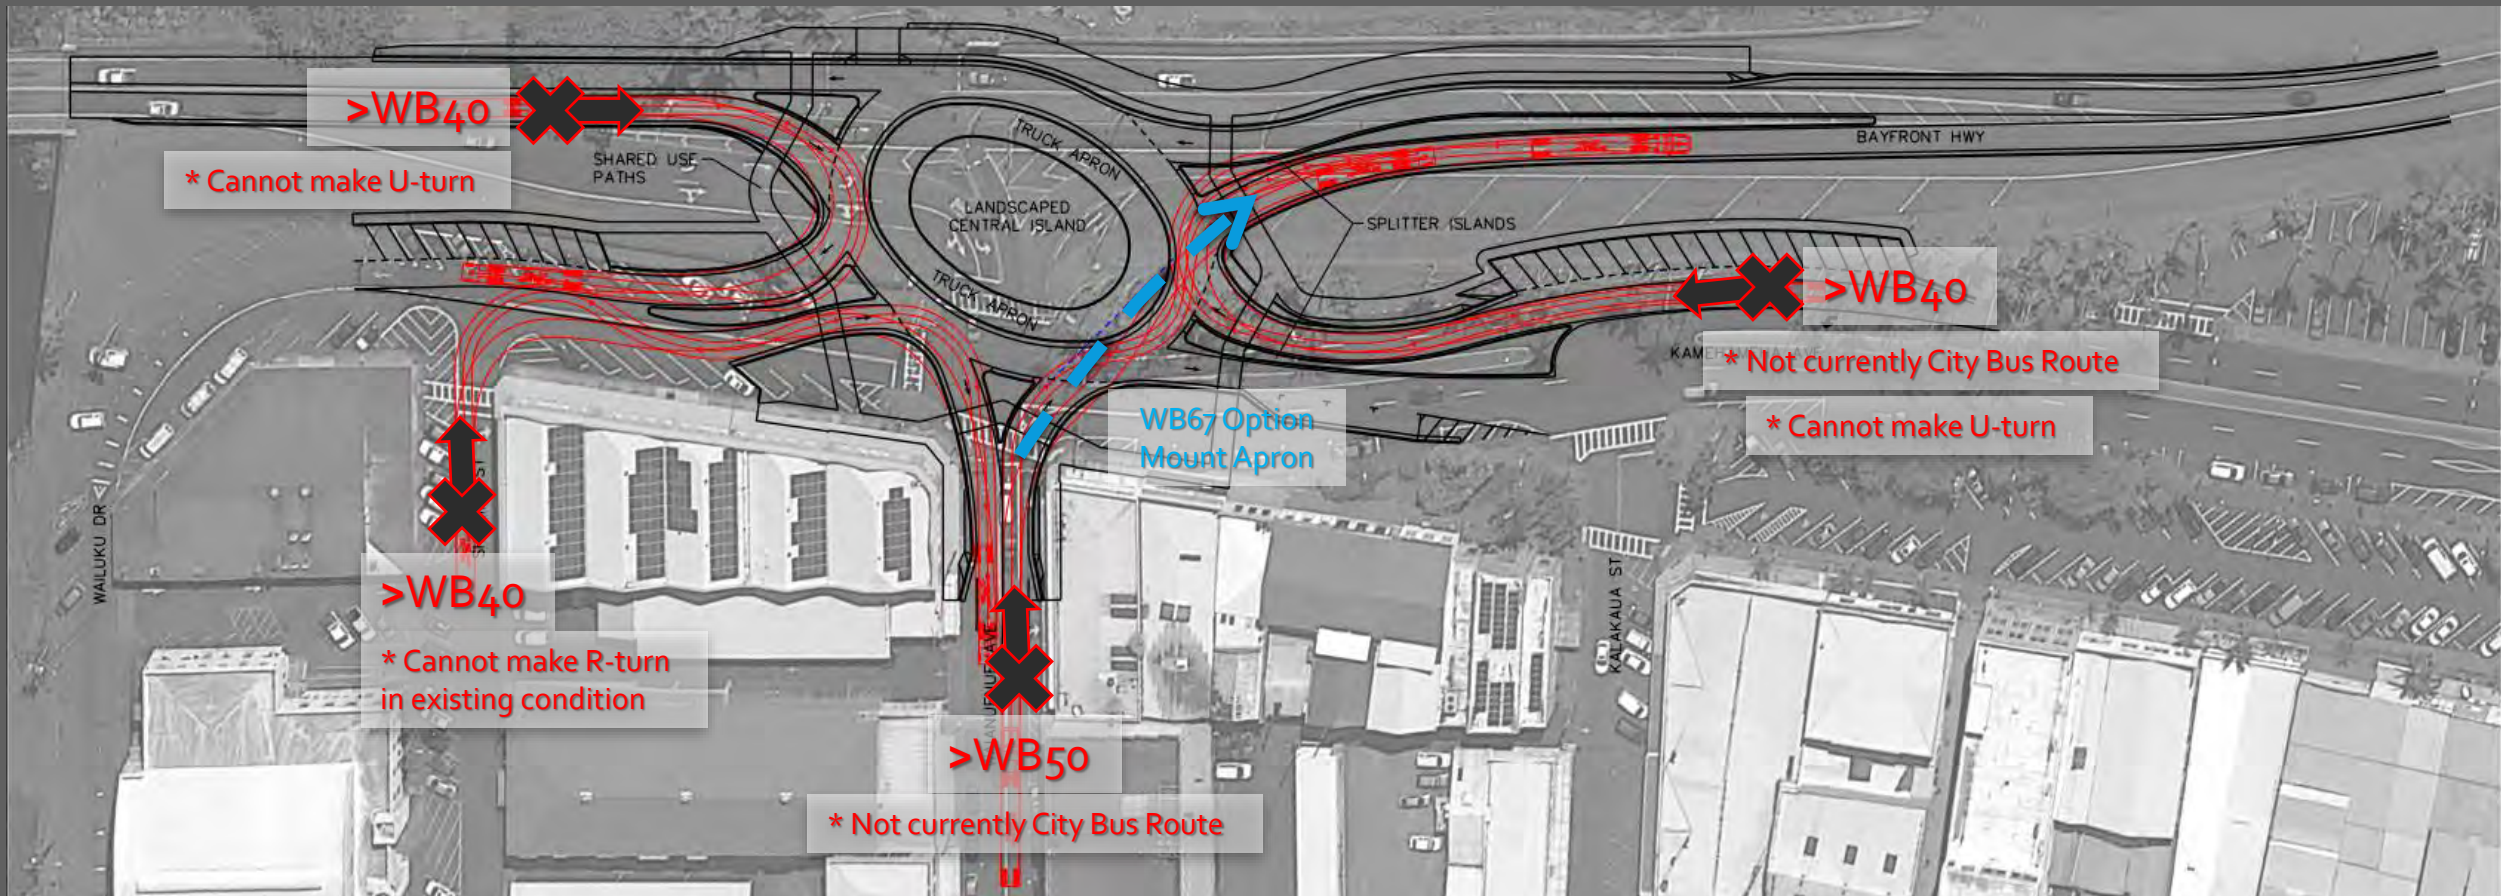 >WB40
* Cannot make U-turn
SHARED USE
PATHS
TRUCK APRON
LANDSCAPED
CENTRAL ISLAND
TRUCK APRON
BAYFRONT HWY
SPLITTER ISLANDS
>WB40
* Not currently City Bus Route
* Cannot make U-turn
WB67 Option
Mount Apron
WAILUKU DR
ST
>WB40
* Cannot make R-turn
in existing condition
AVE
>WB50
* Not currently City Bus Route
KALAKAUA ST